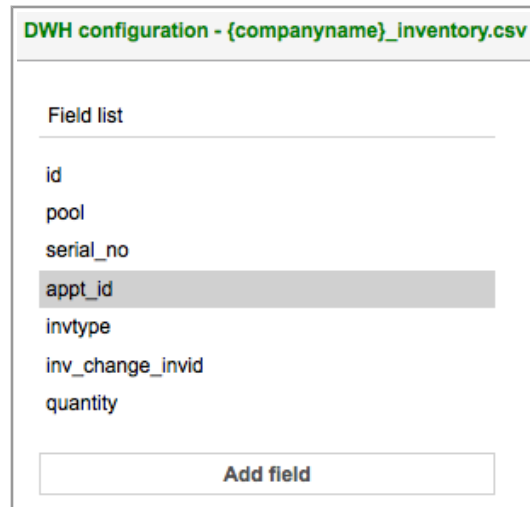 DWH configuration - {companyname}_inventory.csv
Field list
id
pool
serial_no
appt_id
invtype
inv_change_invid
quantity
Add field